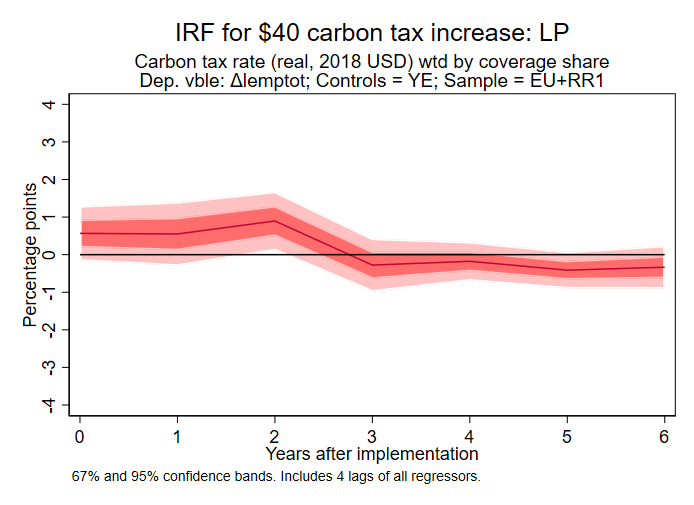 IRF for $40 carbon tax increase: LP
Carbon tax rate (real, 2018 USD) wtd by coverage share
Dep. vble: Δlemptot; Controls = YE; Sample = EU+RR1
Percentage points
4
3
2
1
0
-1
-2
-3
-4
0 1 2 3 4 5 6
Years after implementation
67% and 95% confidence bands. Includes 4 lags of all regressors.